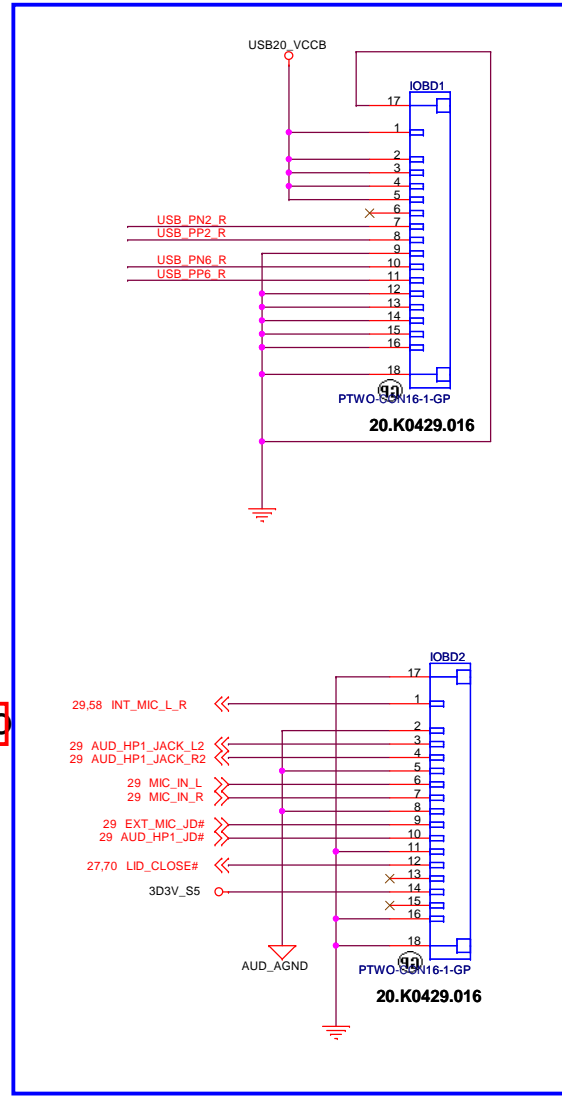 USB20_VCCB
IOBD1
17
1
2
3
4
5
6
USB_PN2_R 7
USB_PP2_R 8
9
USB_PN6_R 10
USB_PP6_R 11
12
13
14
15
16
18
GP
PTWO-CON16-1-GP
20.K0429.016
IOBD2
17
29,58 INT_MIC_L_R 1
2
29 AUD_HP1_JACK_L2 3
29 AUD_HP1_JACK_R2 4
5
29 MIC_IN_L 6
29 MIC_IN_R 7
8
29 EXT_MIC_JD# 9
29 AUD_HP1_JD# 10
11
27,70 LID_CLOSE# 12
13
3D3V_S5 14
15
16
18
AUD_AGND
GP
PTWO-CON16-1-GP
20.K0429.016